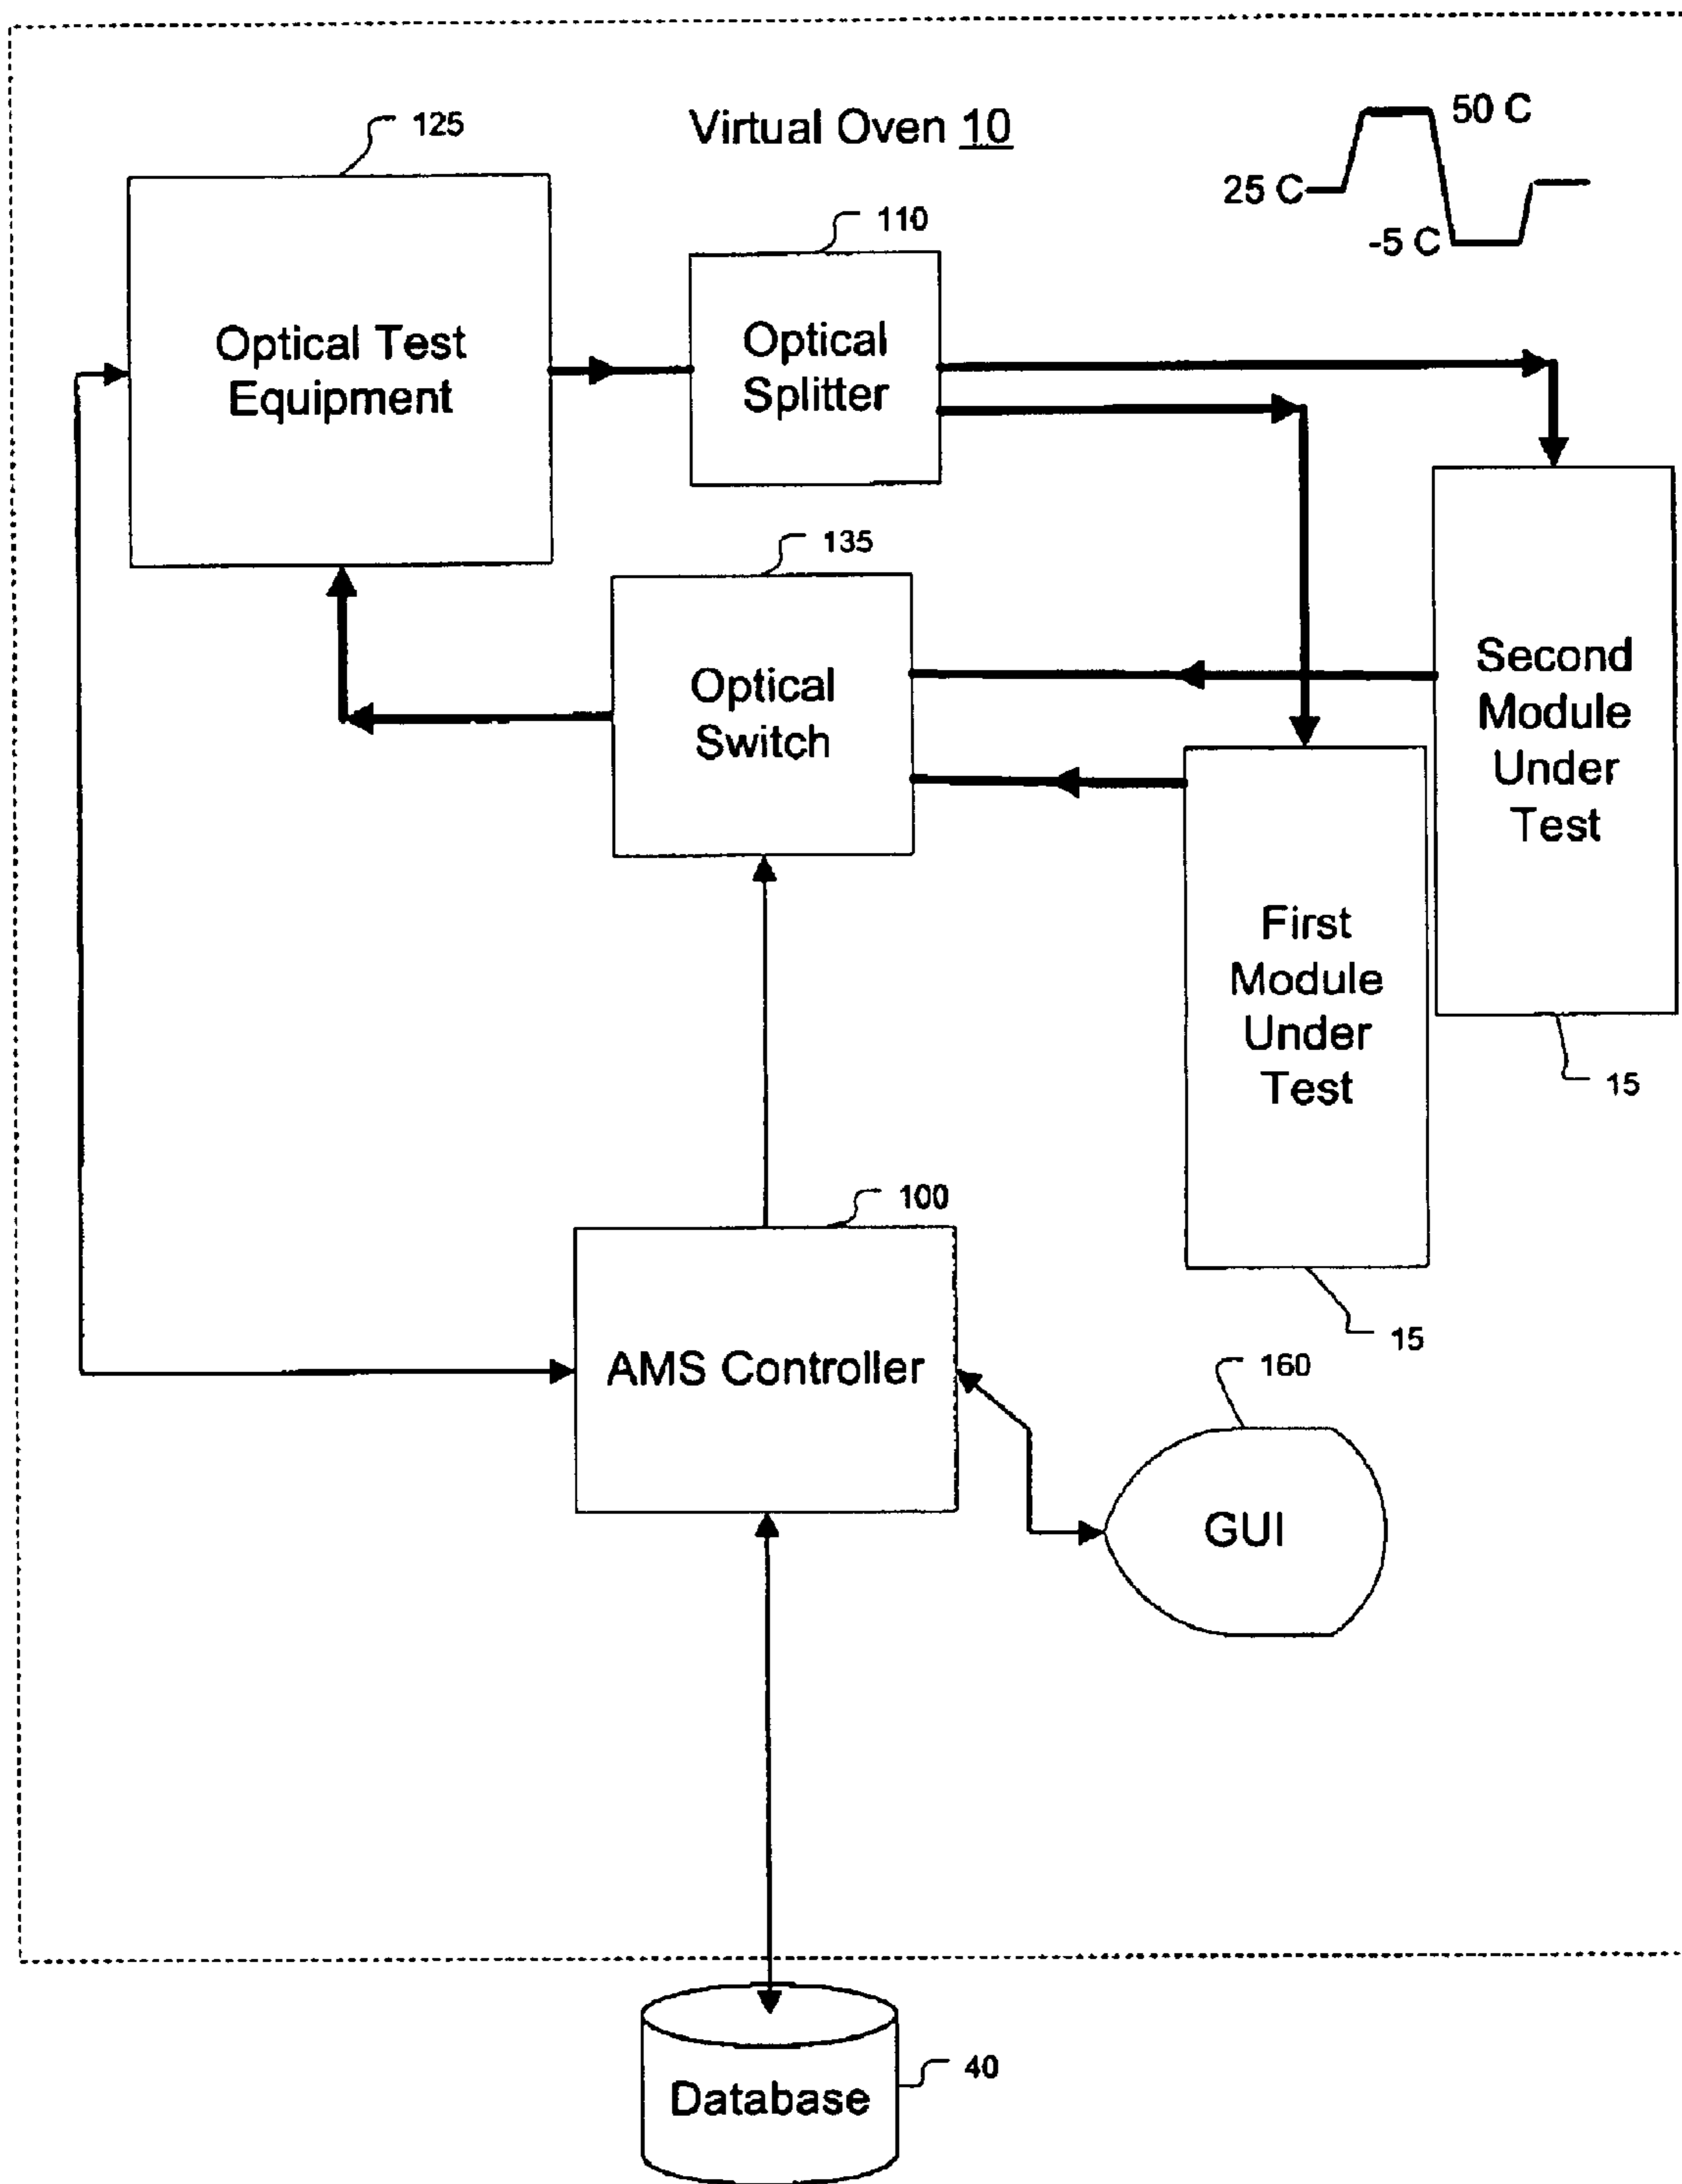 Virtual Oven 10
50 C
25 C
-5 C
125
110
Optical Test
Equipment
Optical
Splitter
135
Optical
Switch
Second
Module
Under
Test
15
First
Module
Under
Test
15
100
AMS Controller
160
GUI
40
Database